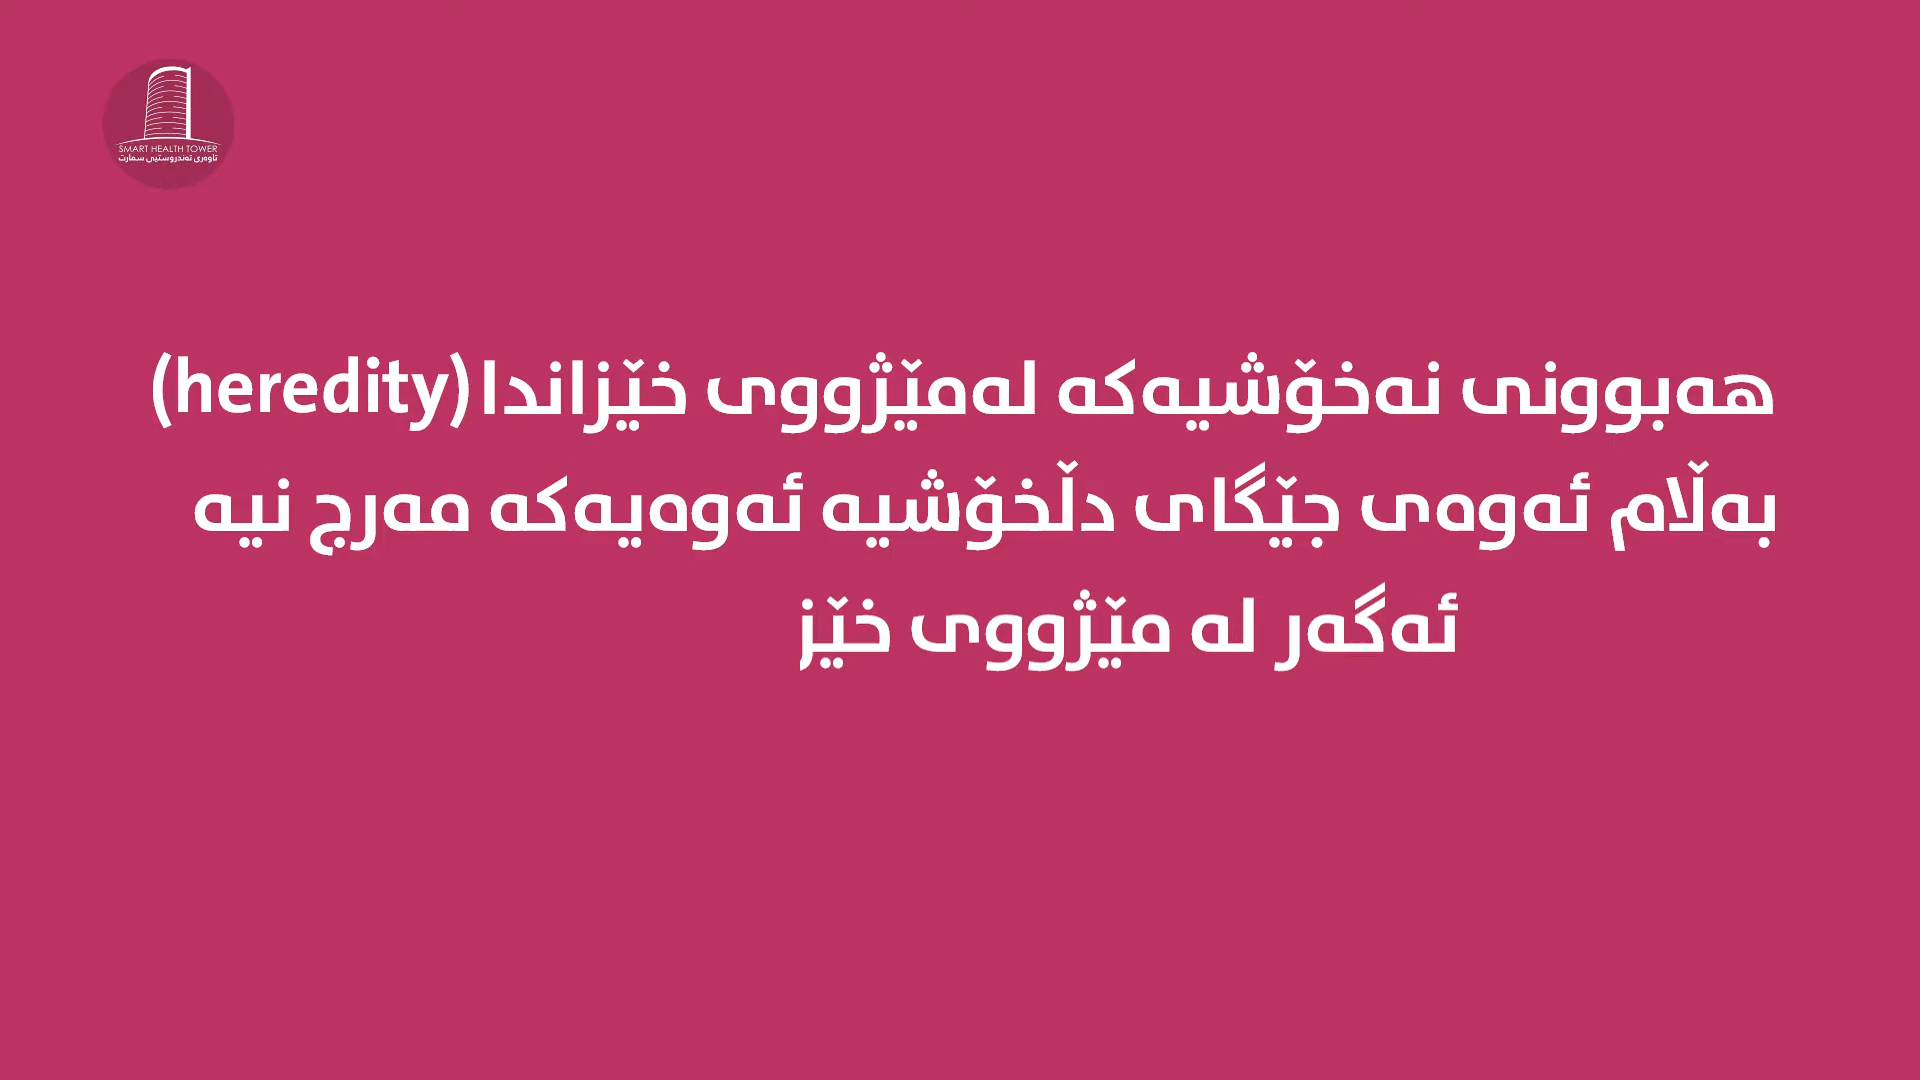 SMART HEALTH TOWER
تاوەری تەندروستیی سمارت
هەبوونی نەخۆشیەکە لەمێژووی خێزاندا (heredity)
بەڵام ئەوەی جێگای دڵخۆشیە ئەوەیەکە مەرج نیە
ئەگەر لە مێژووی خێز